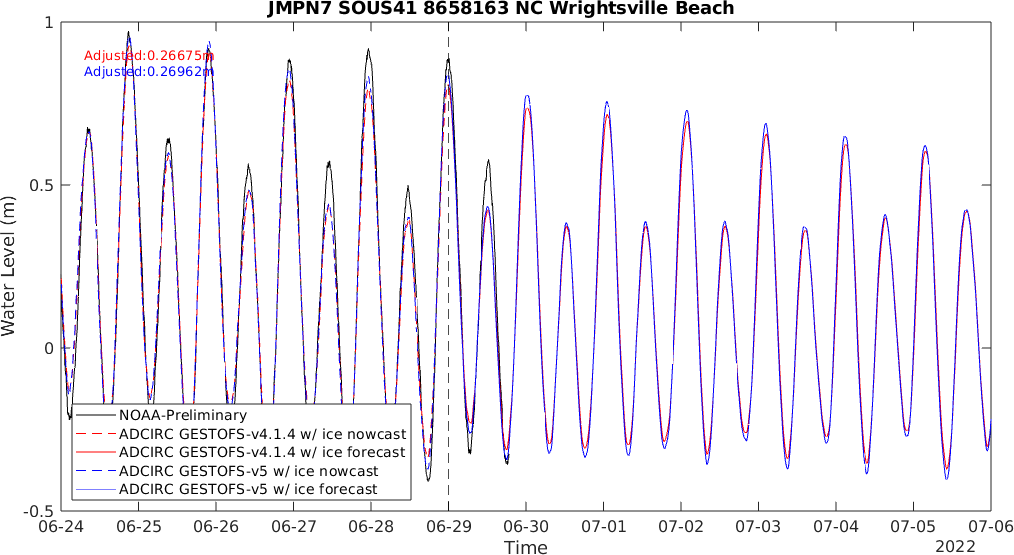 JMPN7 SOUS41 8658163 NC Wrightsville Beach
Adjusted:0.26675m
Adjusted:0.26962m
1
0.5
0
-0.5
Water Level (m)
NOAA-Preliminary
ADCIRC GESTOFS-v4.1.4 w/ ice nowcast
ADCIRC GESTOFS-v4.1.4 w/ ice forecast
ADCIRC GESTOFS-v5 w/ ice nowcast
ADCIRC GESTOFS-v5 w/ ice forecast
06-24 06-25 06-26 06-27 06-28 06-29 06-30 07-01 07-02 07-03 07-04 07-05 07-06
Time
2022